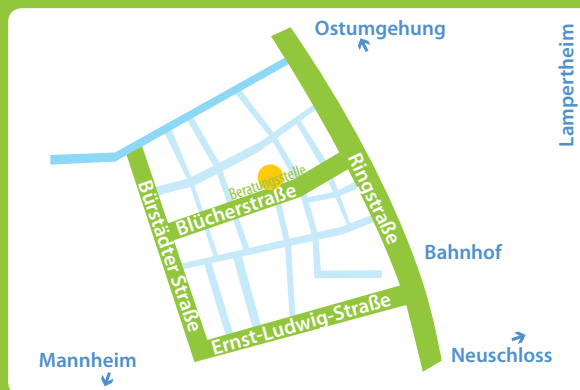 Ostumgehung
Lampertheim
Beratungsstelle
Blücherstraße
Ringstraße
Bürstädter Straße
Bahnhof
Ernst-Ludwig-Straße
Neuschloss
Mannheim